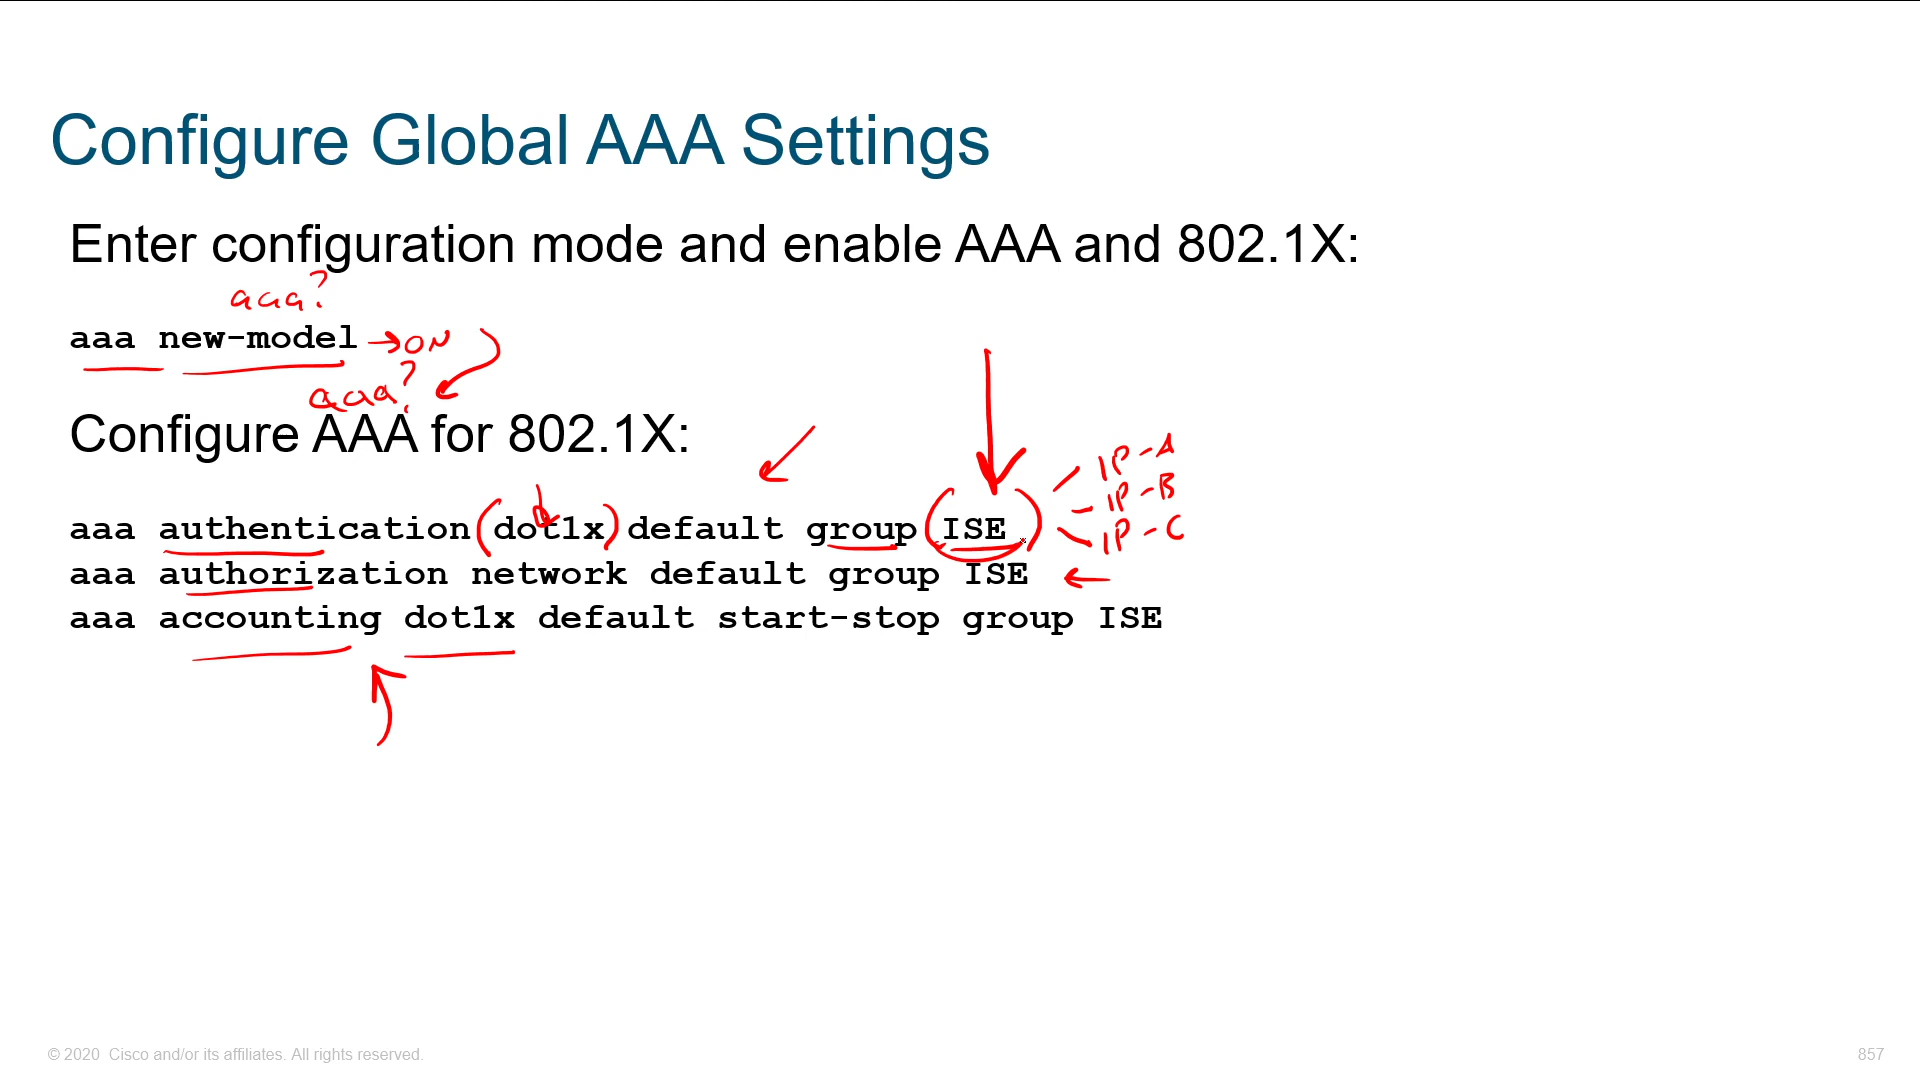 Configure Global AAA Settings
Enter configuration mode and enable AAA and 802.1X:
aaa?
aaa new-model → ON
aaa?
Configure AAA for 802.1X:
IP-A
IP-B
aaa authentication (dot1x) default group (ISE) IP-C
aaa authorization network default group ISE
aaa accounting dot1x default start-stop group ISE
© 2020 Cisco and/or its affiliates. All rights reserved.
857